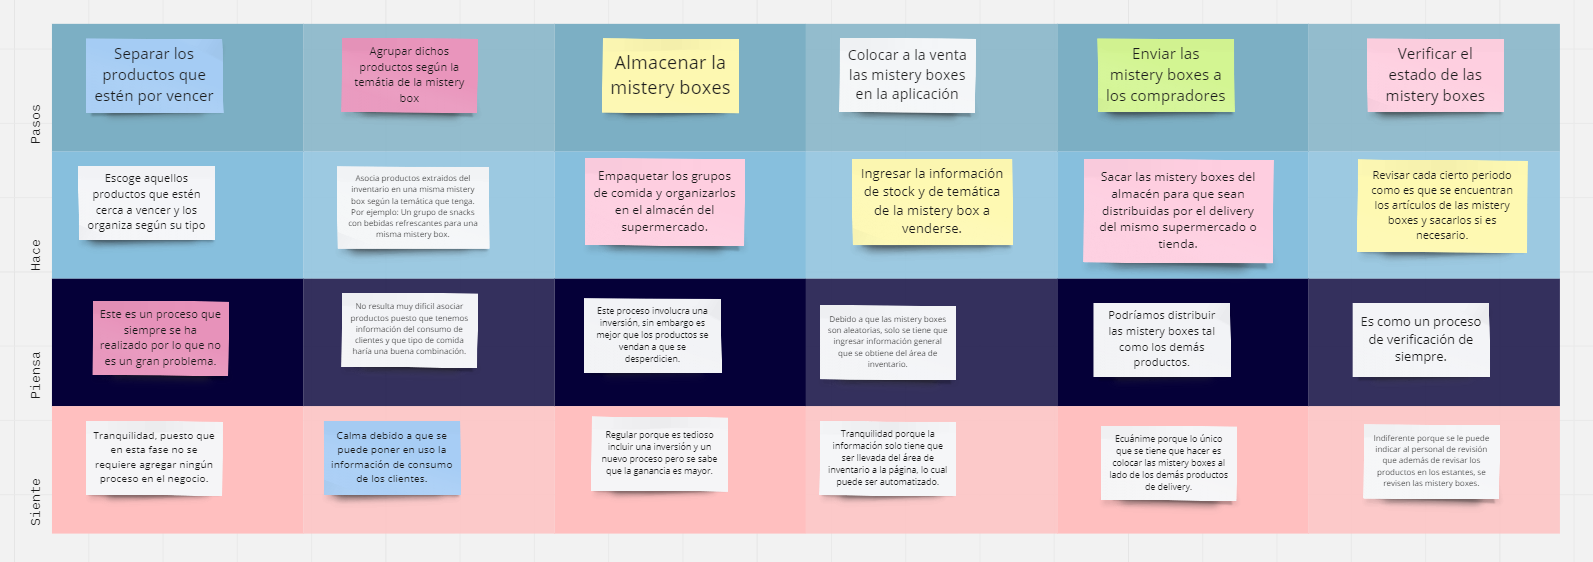 Pasos
Separar los
productos que
estén por vencer
Agrupar dichos
productos según la
temátia de la mistery
box
Almacenar la
mistery boxes
Colocar a la venta
las mistery boxes
en la aplicación
Enviar las
mistery boxes a
los compradores
Verificar el
estado de las
mistery boxes
Hace
Escoge aquellos
productos que estén
cerca a vencer y los
organiza según su tipo
Asocia productos extraidos del
inventario en una misma mistery
box según la temática que tenga.
Por ejemplo: Un grupo de snacks
con bebidas refrescantes para una
misma mistery box.
Empaquetar los grupos
de comida y organizarlos
en el almacén del
supermercado.
Ingresar la información
de stock y de temática
de la mistery box a
venderse.
Sacar las mistery boxes del
almacén para que sean
distribuidas por el delivery
del mismo supermercado o
tienda.
Revisar cada cierto periodo
como es que se encuentran
los artículos de las mistery
boxes y sacarlos si es
necesario.
Piensa
Este es un proceso que
siempre se ha
realizado por lo que no
es un gran problema.
No resulta muy difícil asociar
productos puesto que tenemos
información del consumo de
clientes y que tipo de comida
haría una buena combinación.
Este proceso involucra una
inversión, sin embargo es
mejor que los productos se
vendan a que se
desperdicien.
Debido a que las mistery boxes
son aleatorias, solo se tiene que
ingresar información general
que se obtiene del área de
inventario.
Podríamos distribuir
las mistery boxes tal
como los demás
productos.
Es como un proceso
de verificación de
siempre.
Siente
Tranquilidad, puesto que
en esta fase no se
requiere agregar ningún
proceso en el negocio.
Calma debido a que se
puede poner en uso la
información de consumo
de los clientes.
Regular porque es tedioso
incluir una inversión y un
nuevo proceso pero se sabe
que la ganancia es mayor.
Tranquilidad porque la
información solo tiene que
ser llevada del área de
inventario a la página, lo cual
puede ser automatizado.
Ecuánime porque lo único
que se tiene que hacer es
colocar las mistery boxes al
lado de los demás productos
de delivery.
Indiferente porque se le puede
indicar al personal de revisión
que además de revisar los
productos en los estantes, se
revisen las mistery boxes.